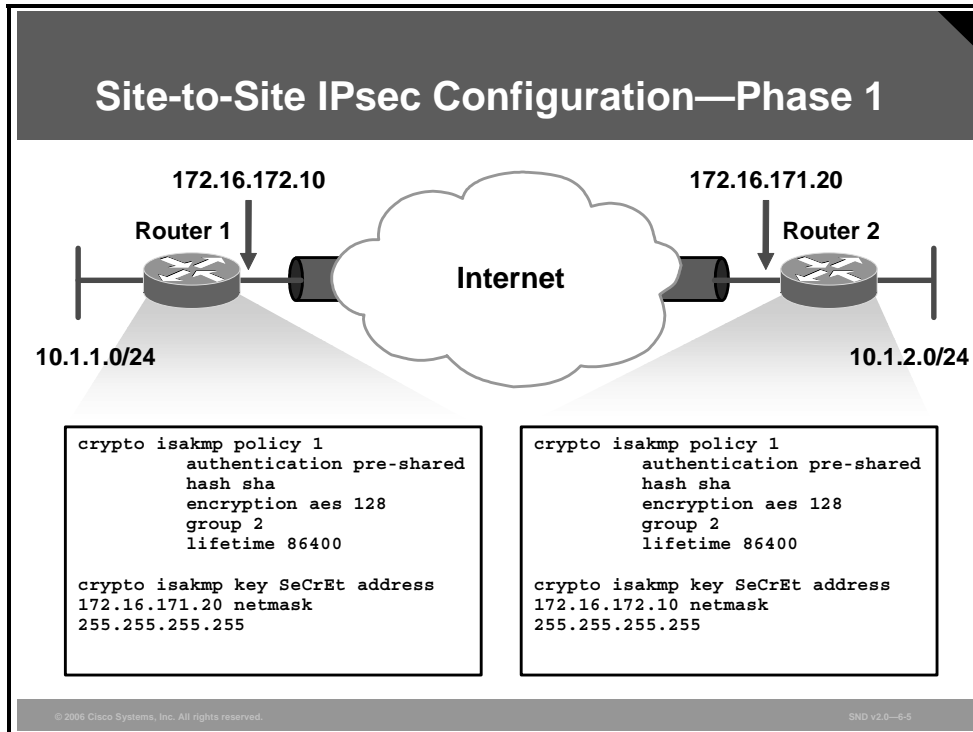 Site-to-Site IPsec Configuration—Phase 1
172.16.172.10
172.16.171.20
Router 1
Router 2
Internet
10.1.1.0/24
10.1.2.0/24
crypto isakmp policy 1
authentication pre-shared
hash sha
encryption aes 128
group 2
lifetime 86400
crypto isakmp key SeCrEt address
172.16.171.20 netmask
255.255.255.255
crypto isakmp policy 1
authentication pre-shared
hash sha
encryption aes 128
group 2
lifetime 86400
crypto isakmp key SeCrEt address
172.16.172.10 netmask
255.255.255.255
© 2006 Cisco Systems, Inc. All rights reserved.
SND v2.0—6-5